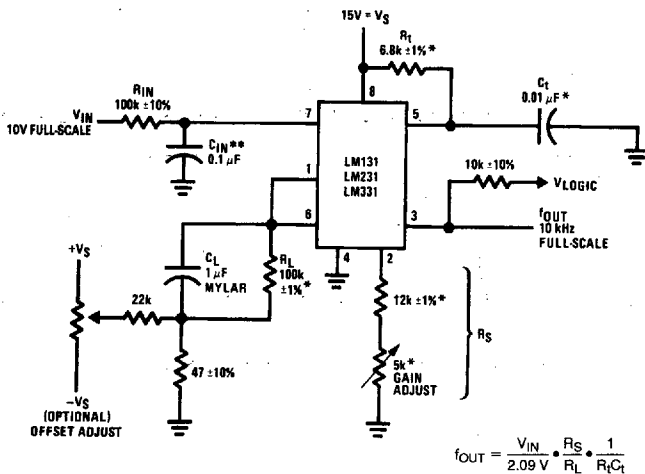 15V = VS
Rt
6.8k ±1% *
8
RIN
100k ±10%
VIN
10V FULL-SCALE
7
5
Ct
0.01 µF *
CIN**
0.1 µF
LM131
LM231
LM331
1
10k ±10%
VLOGIC
6
3
fOUT
10 kHz
FULL-SCALE
4
2
+VS
CL
1 µF
MYLAR
RL
100k
±1% *
22k
12k ±1% *
RS
47 ±10%
5k*
GAIN
ADJUST
−VS
(OPTIONAL)
OFFSET ADJUST
fOUT = VIN / 2.09 V • RS / RL • 1 / RtCt